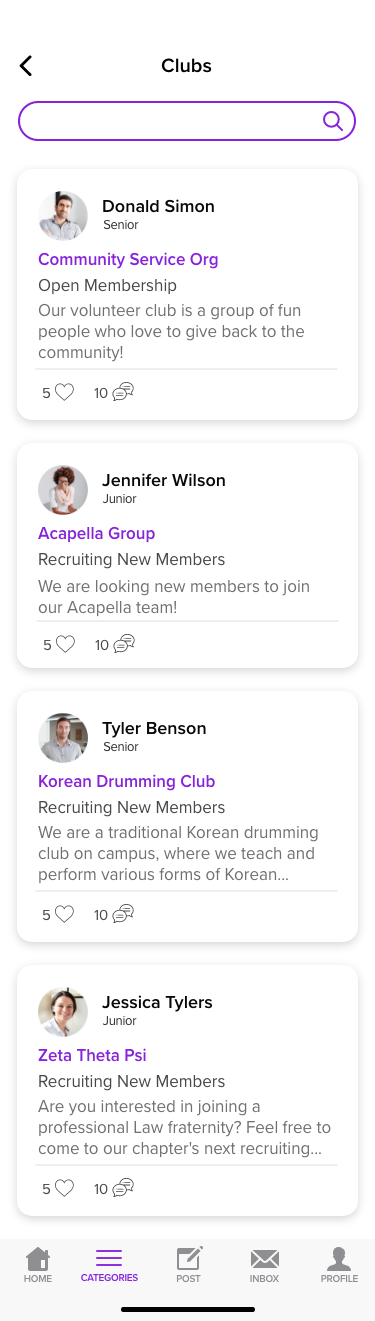 Clubs
Donald Simon
Senior
Community Service Org
Open Membership
Our volunteer club is a group of fun
people who love to give back to the
community!
5 10
Jennifer Wilson
Junior
Acapella Group
Recruiting New Members
We are looking new members to join
our Acapella team!
5 10
Tyler Benson
Senior
Korean Drumming Club
Recruiting New Members
We are a traditional Korean drumming
club on campus, where we teach and
perform various forms of Korean...
5 10
Jessica Tylers
Junior
Zeta Theta Psi
Recruiting New Members
Are you interested in joining a
professional Law fraternity? Feel free to
come to our chapter's next recruiting...
5 10
HOME CATEGORIES POST INBOX PROFILE